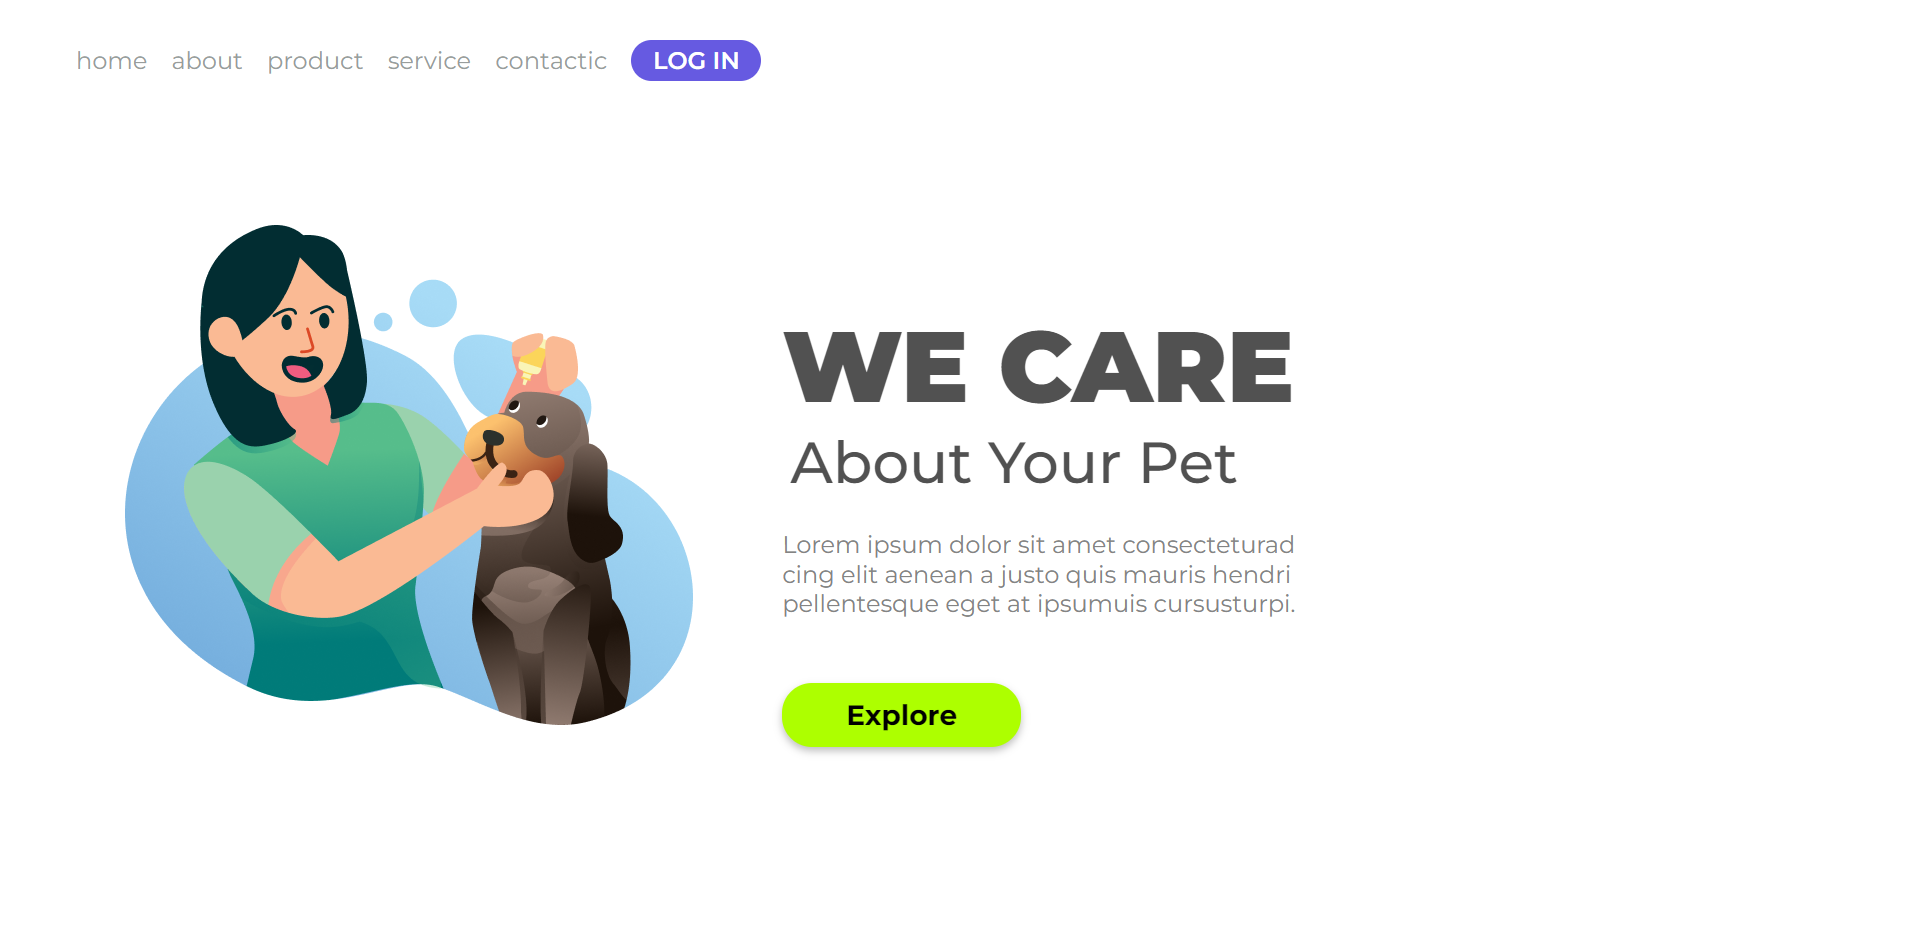 home about product service contactic LOG IN
WE CARE
About Your Pet
Lorem ipsum dolor sit amet consecteturad
cing elit aenean a justo quis mauris hendri
pellentesque eget at ipsumuis cursusturpi.
Explore